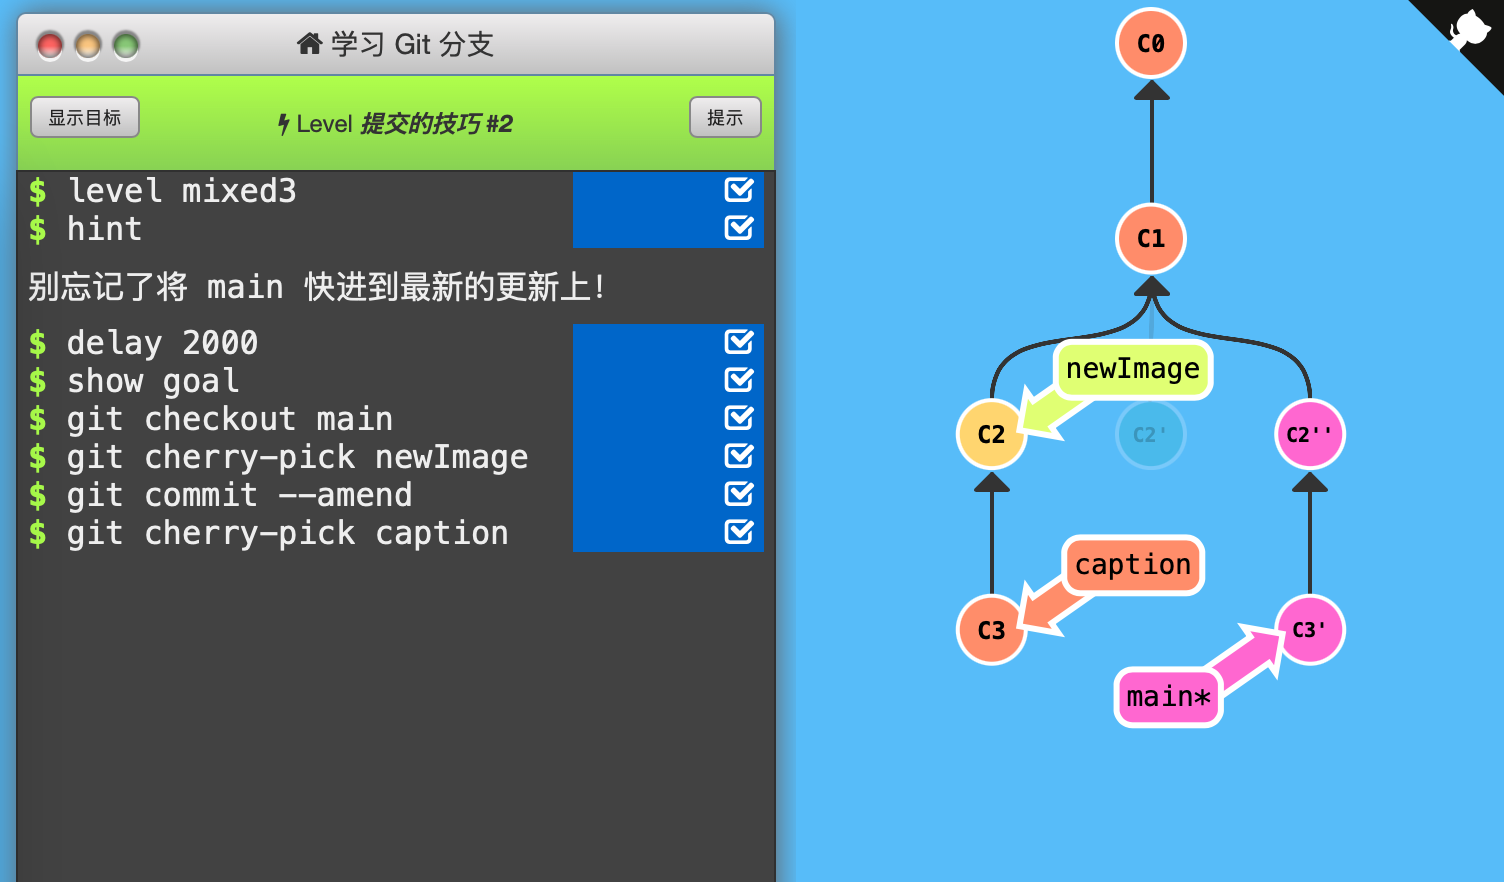 学习 Git 分支
显示目标
Level 提交的技巧 #2
提示
$ level mixed3
$ hint
别忘记了将 main 快进到最新的更新上！
$ delay 2000
$ show goal
$ git checkout main
$ git cherry-pick newImage
$ git commit --amend
$ git cherry-pick caption
C0
C1
newImage
C2
C2'
C2''
caption
C3
C3'
main*